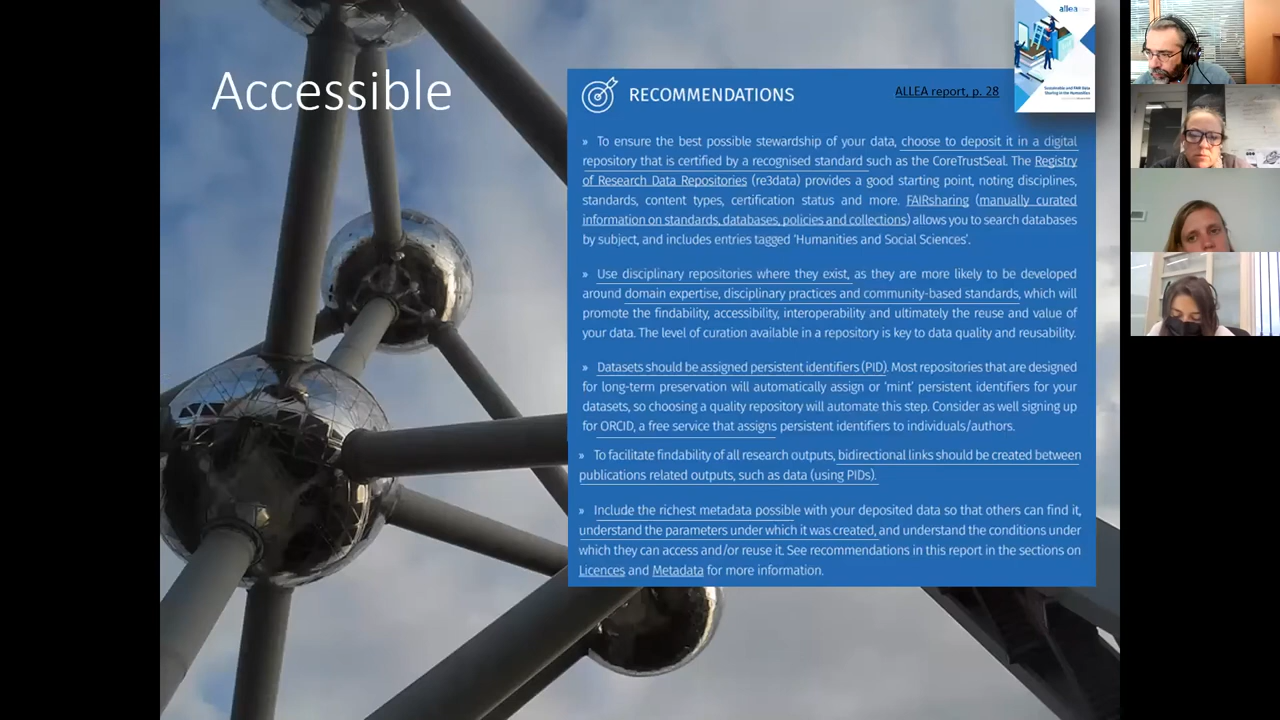 Accessible
allea
Sustainable and FAIR Data
Sharing in the Humanities
RECOMMENDATIONS
ALLEA report, p. 28
» To ensure the best possible stewardship of your data, choose to deposit it in a digital
repository that is certified by a recognised standard such as the CoreTrustSeal. The Registry
of Research Data Repositories (re3data) provides a good starting point, noting disciplines,
standards, content types, certification status and more. FAIRsharing (manually curated
information on standards, databases, policies and collections) allows you to search databases
by subject, and includes entries tagged ‘Humanities and Social Sciences’.
» Use disciplinary repositories where they exist, as they are more likely to be developed
around domain expertise, disciplinary practices and community-based standards, which will
promote the findability, accessibility, interoperability and ultimately the reuse and value of
your data. The level of curation available in a repository is key to data quality and reusability.
» Datasets should be assigned persistent identifiers (PID). Most repositories that are designed
for long-term preservation will automatically assign or ‘mint’ persistent identifiers for your
datasets, so choosing a quality repository will automate this step. Consider as well signing up
for ORCID, a free service that assigns persistent identifiers to individuals/authors.
» To facilitate findability of all research outputs, bidirectional links should be created between
publications related outputs, such as data (using PIDs).
» Include the richest metadata possible with your deposited data so that others can find it,
understand the parameters under which it was created, and understand the conditions under
which they can access and/or reuse it. See recommendations in this report in the sections on
Licences and Metadata for more information.